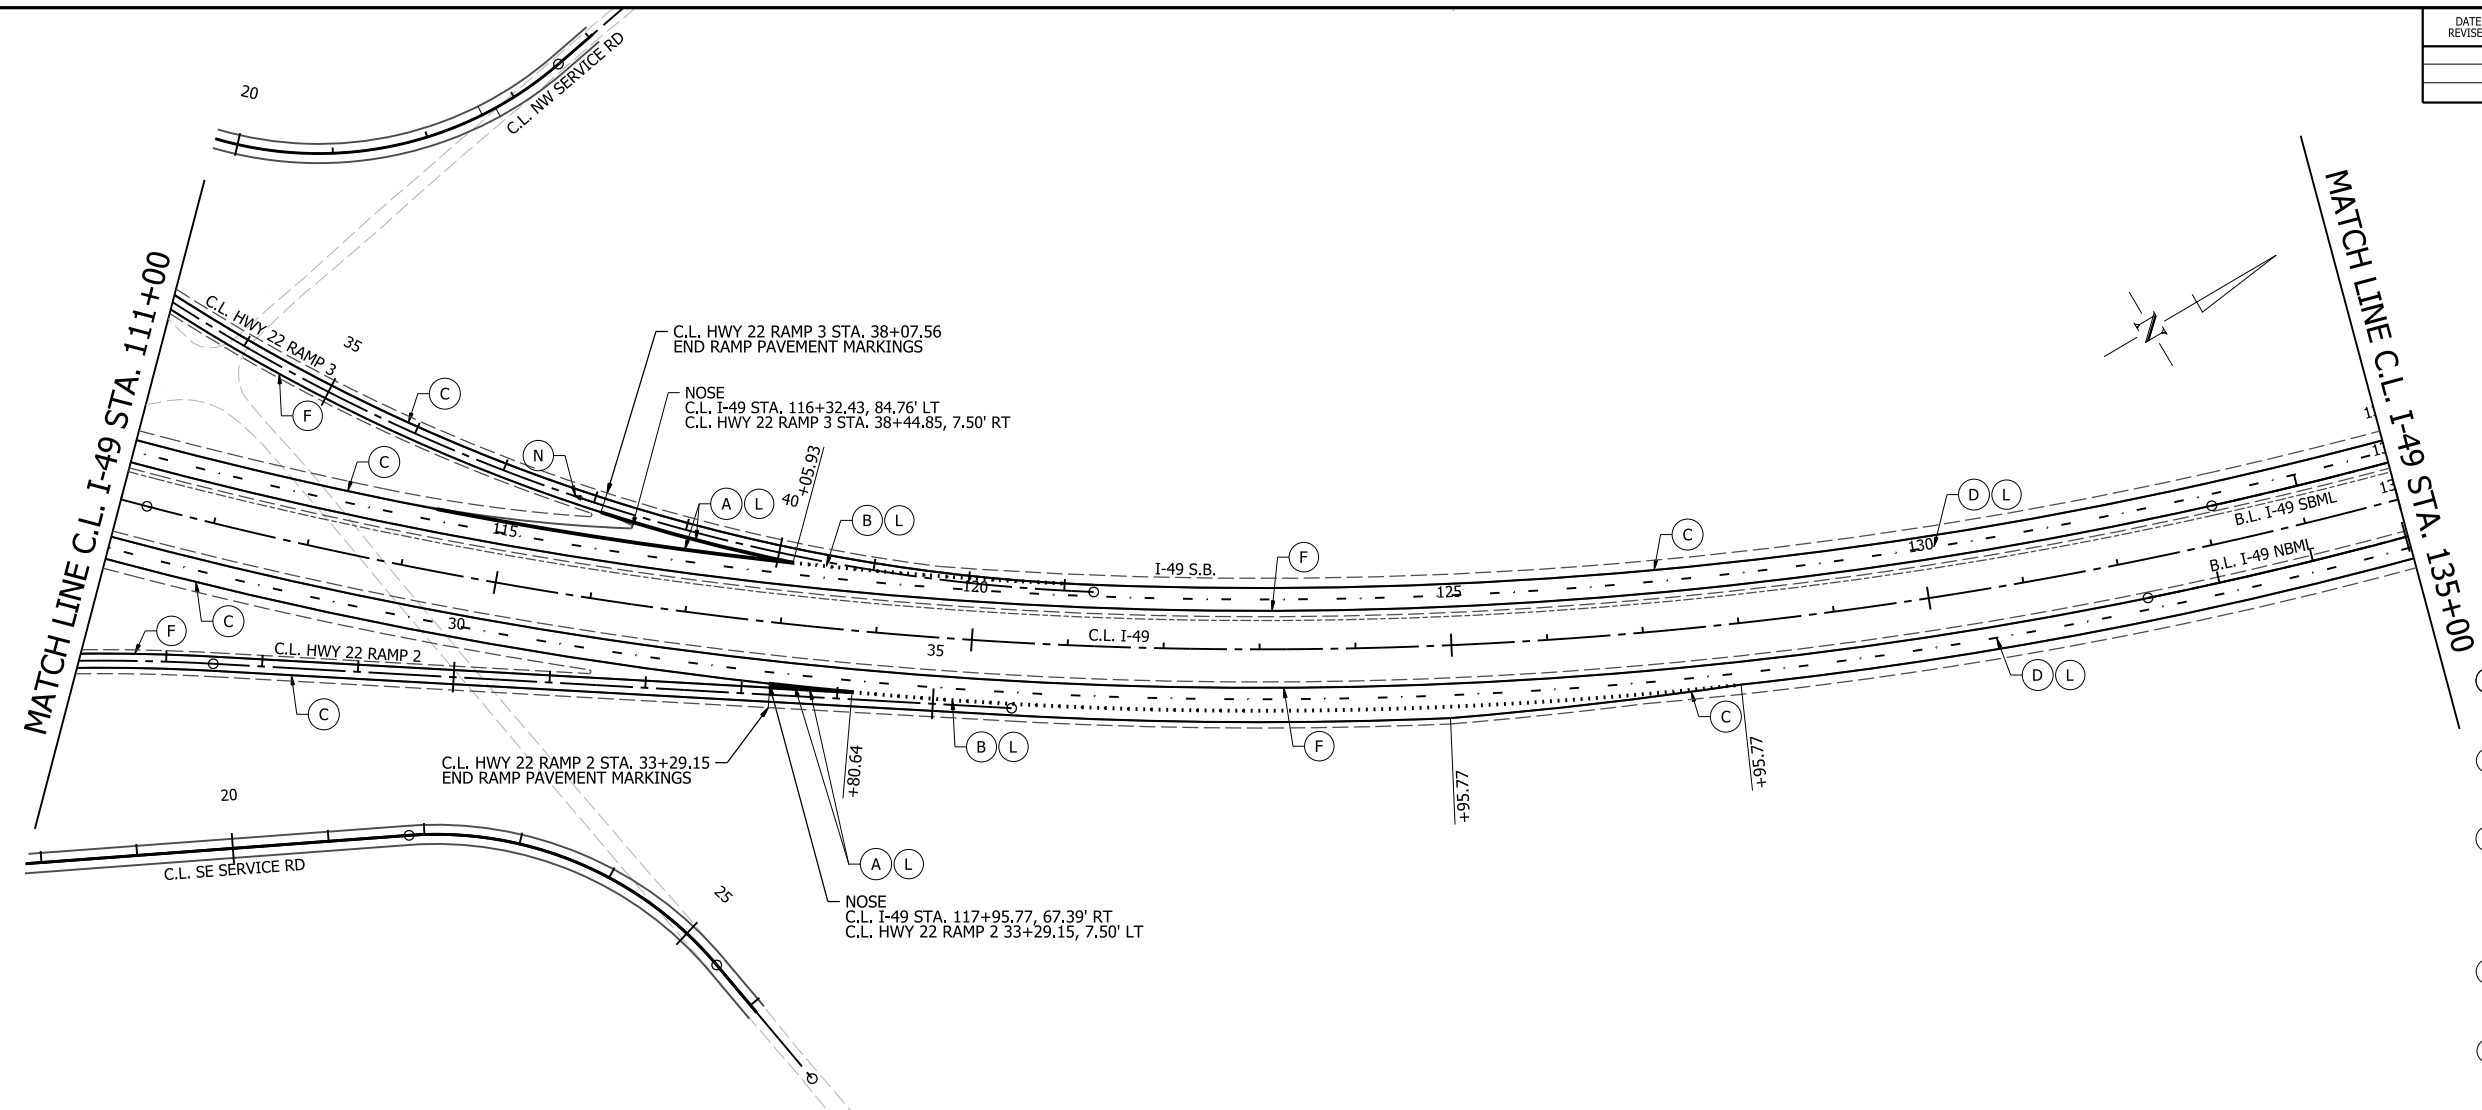 DATE
REVISE
20
C.L. NW SERVICE RD
MATCH LINE C.L. I-49 STA. 111+00
MATCH LINE C.L. I-49 STA. 135+00
C.L. HWY 22 RAMP 3
35
C.L. HWY 22 RAMP 3 STA. 38+07.56
END RAMP PAVEMENT MARKINGS
NOSE
C.L. I-49 STA. 116+32.43, 84.76' LT
C.L. HWY 22 RAMP 3 STA. 38+44.85, 7.50' RT
F
C
C
N
A L
40
+05.93
B L
115
120
I-49 S.B.
F
C
125
130
D L
N
B.L. I-49 SBML
B.L. I-49 NBML
13
C.L. I-49
C
F
30
C.L. HWY 22 RAMP 2
35
C
C.L. HWY 22 RAMP 2 STA. 33+29.15
END RAMP PAVEMENT MARKINGS
+80.64
B L
F
+95.77
C
+95.77
D L
20
C.L. SE SERVICE RD
25
A L
NOSE
C.L. I-49 STA. 117+95.77, 67.39' RT
C.L. HWY 22 RAMP 2 33+29.15, 7.50' LT